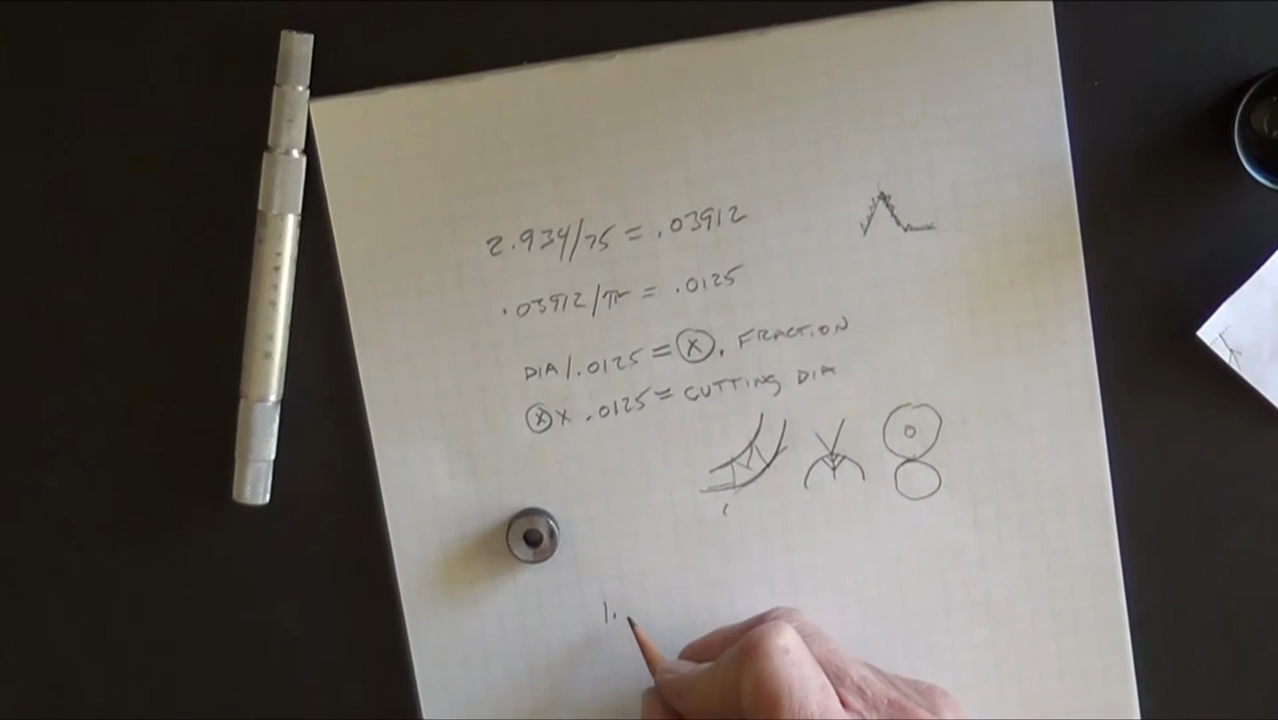 2.934/75 = .03912
.03912/π = .0125
DIA/.0125 = X. FRACTION
X x .0125 = CUTTING DIA
1.